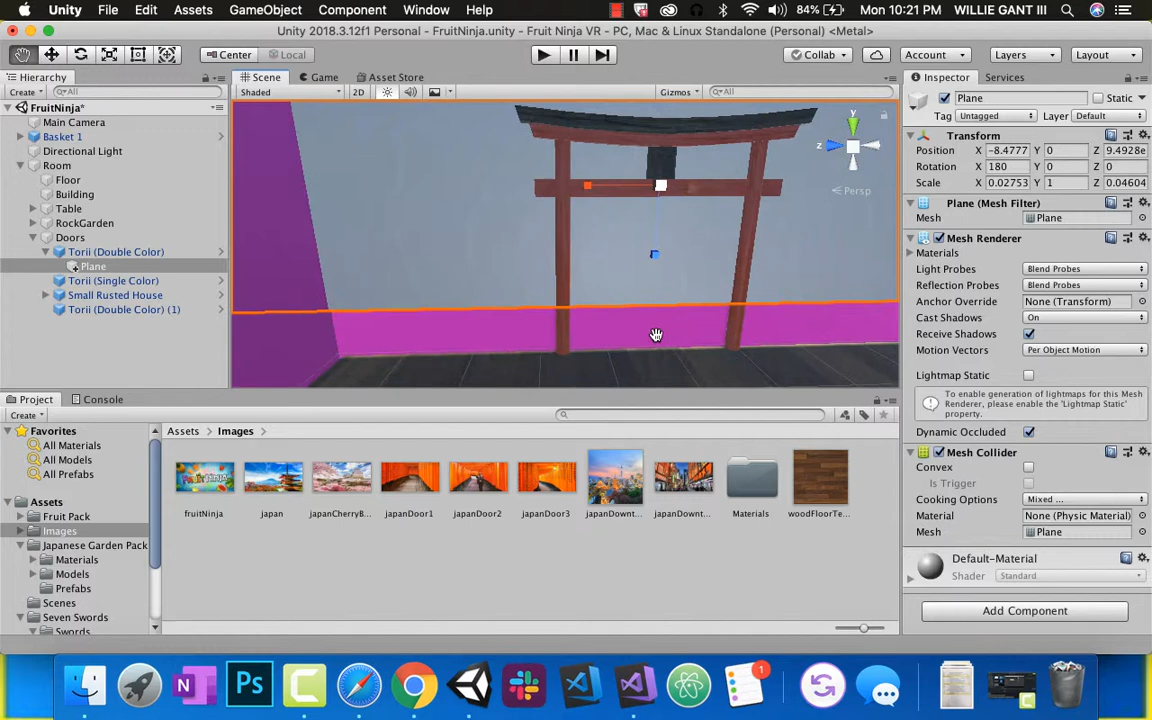 Unity File Edit Assets GameObject Component Window Help 84% Mon 10:21 PM WILLIE GANT III
Unity 2018.3.12f1 Personal - FruitNinja.unity - Fruit Ninja VR - PC, Mac & Linux Standalone (Personal) <Metal>
Center Local Collab Account Layers Layout
Hierarchy Scene Game Asset Store Inspector Services
Create All Shaded 2D Gizmos All Plane Static
FruitNinja* Tag Untagged Layer Default
Main Camera
Basket 1
Directional Light
Room
Floor
Building
Table
RockGarden
Doors
Torii (Double Color)
Plane
Torii (Single Color)
Small Rusted House
Torii (Double Color) (1)
y
z
Persp
Transform
Position X -8.4777 Y 0 Z 9.4928e
Rotation X 180 Y 0 Z 0
Scale X 0.02753 Y 1 Z 0.04604
Plane (Mesh Filter)
Mesh Plane
Mesh Renderer
Materials
Light Probes Blend Probes
Reflection Probes Blend Probes
Anchor Override None (Transform)
Cast Shadows On
Receive Shadows
Motion Vectors Per Object Motion
Lightmap Static
To enable generation of lightmaps for this Mesh Renderer, please enable the 'Lightmap Static' property.
Dynamic Occluded
Mesh Collider
Convex
Is Trigger
Cooking Options Mixed ...
Material None (Physic Material)
Mesh Plane
Default-Material
Shader Standard
Add Component
Project Console
Create
Favorites
All Materials
All Models
All Prefabs
Assets
Fruit Pack
Images
Japanese Garden Pack
Materials
Models
Prefabs
Scenes
Seven Swords
Swords
Assets Images
fruitNinja japan japanCherryB... japanDoor1 japanDoor2 japanDoor3 japanDownt... japanDownt... Materials woodFloorTe...
N Ps C 1